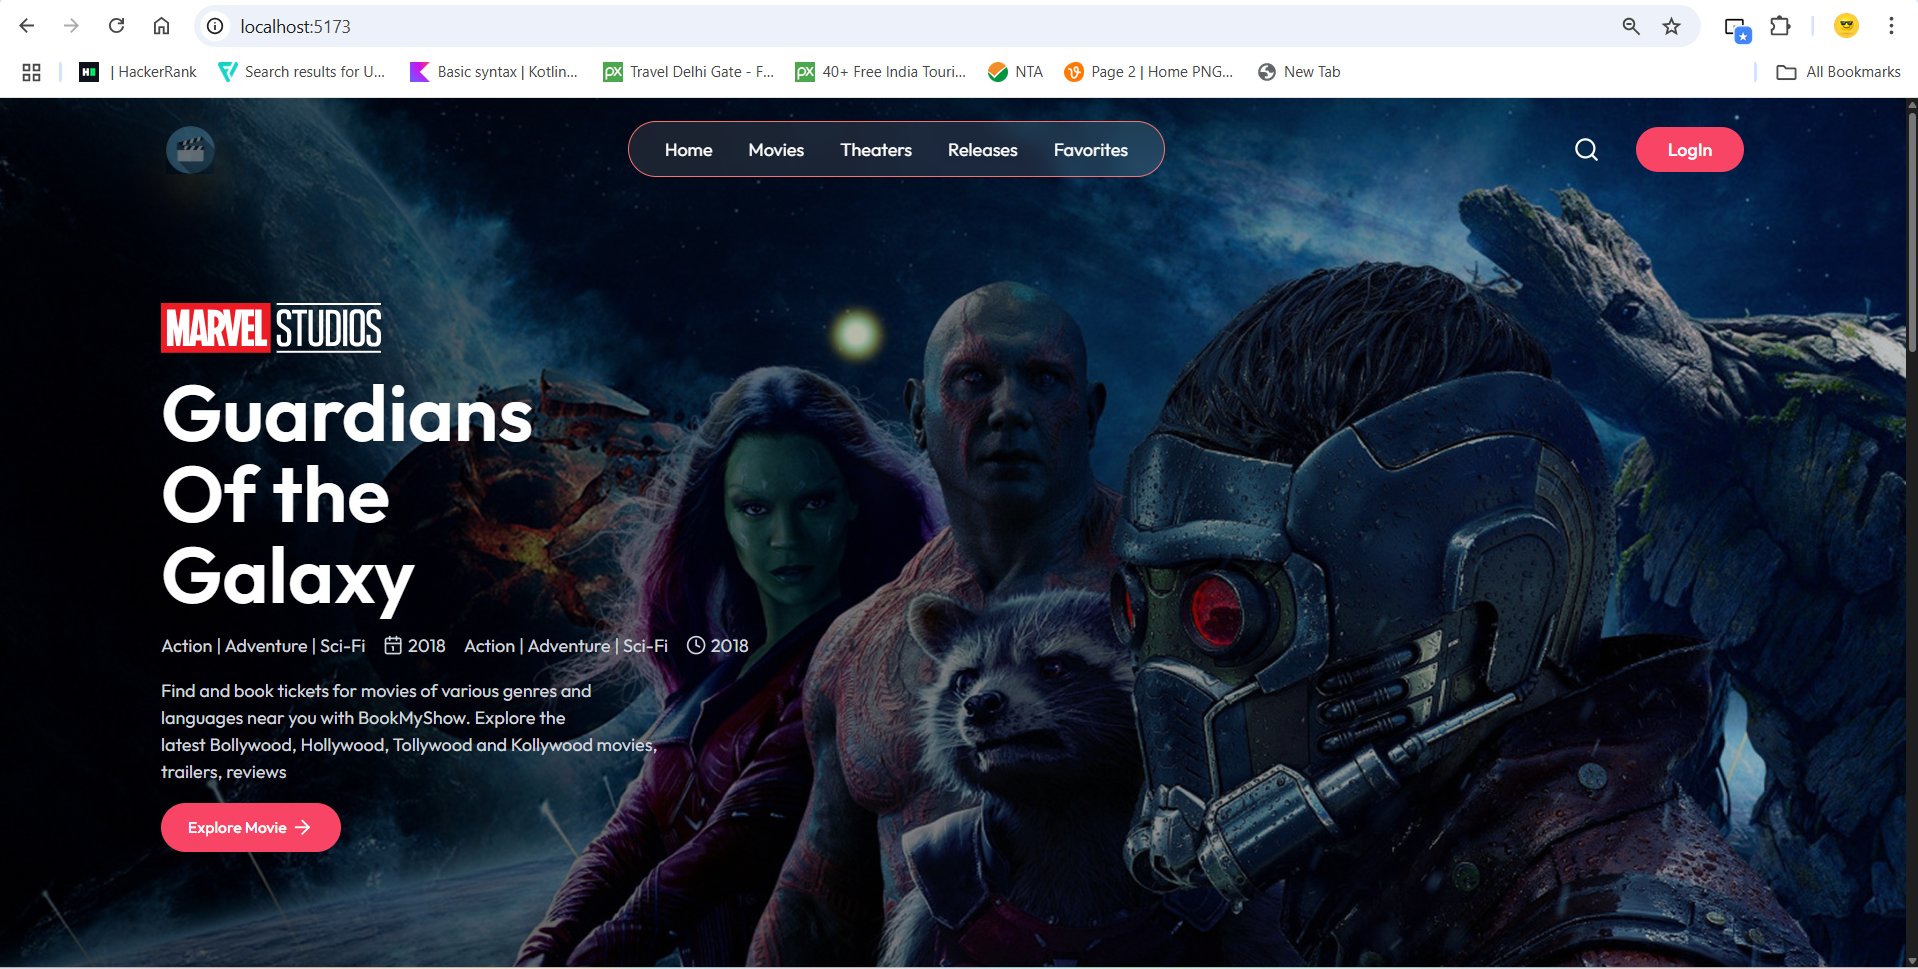 localhost:5173
| HackerRank
Search results for U...
Basic syntax | Kotlin...
Travel Delhi Gate - F...
40+ Free India Touri...
NTA
Page 2 | Home PNG...
New Tab
All Bookmarks
Home
Movies
Theaters
Releases
Favorites
LogIn
MARVEL STUDIOS
Guardians
Of the
Galaxy
Action | Adventure | Sci-Fi 2018 Action | Adventure | Sci-Fi 2018
Find and book tickets for movies of various genres and
languages near you with BookMyShow. Explore the
latest Bollywood, Hollywood, Tollywood and Kollywood movies,
trailers, reviews
Explore Movie